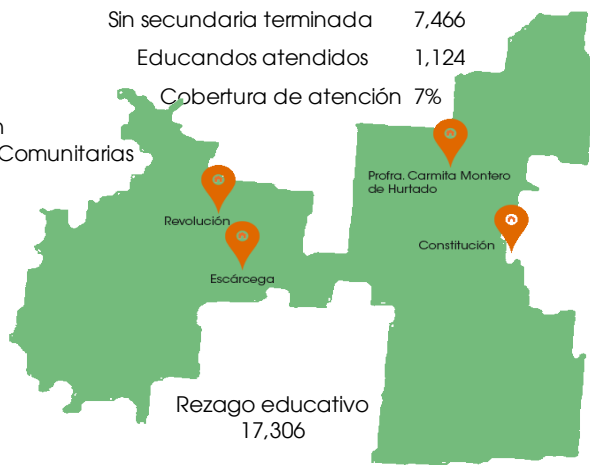 Sin secundaria terminada 7,466
Educandos atendidos 1,124
Cobertura de atención 7%
Comunitarias
Profra. Carmita Montero
de Hurtado
Revolución
Constitución
Escárcega
Rezago educativo
17,306